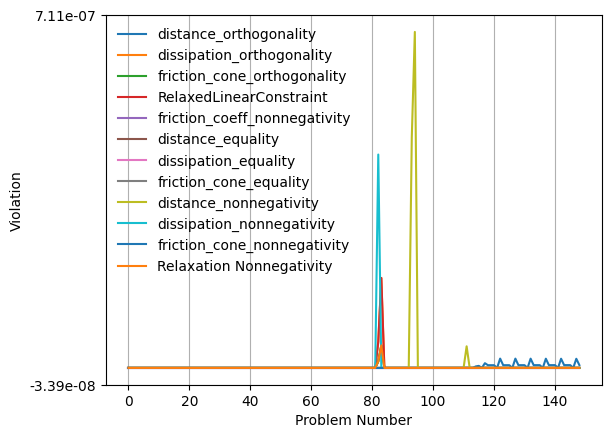 7.11e-07
distance_orthogonality
dissipation_orthogonality
friction_cone_orthogonality
RelaxedLinearConstraint
friction_coeff_nonnegativity
distance_equality
dissipation_equality
friction_cone_equality
distance_nonnegativity
dissipation_nonnegativity
friction_cone_nonnegativity
Relaxation Nonnegativity
Violation
-3.39e-08
0 20 40 60 80 100 120 140
Problem Number